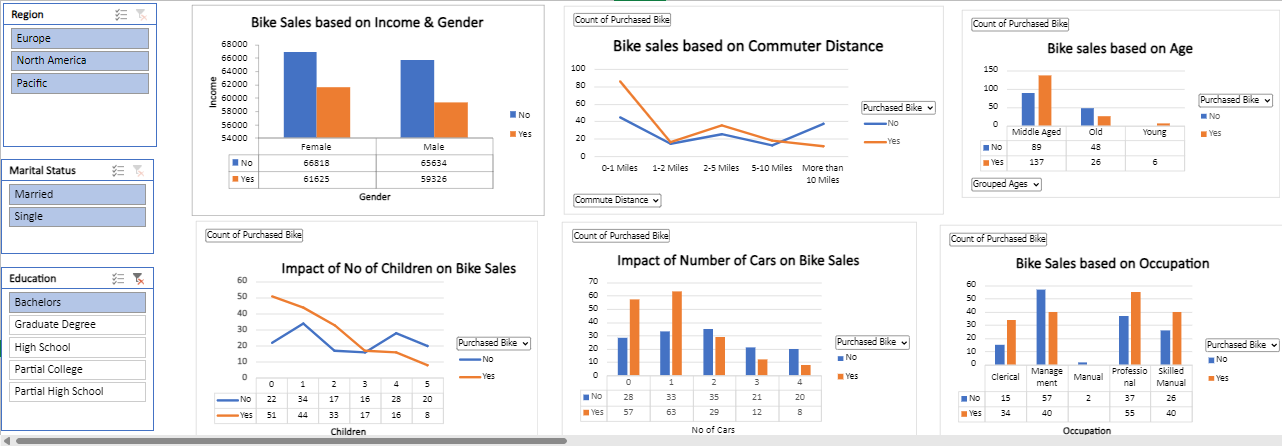 Region
Europe
North America
Pacific
Marital Status
Married
Single
Education
Bachelors
Graduate Degree
High School
Partial College
Partial High School
Bike Sales based on Income & Gender
Income
68000
66000
64000
62000
60000
58000
56000
54000
Female Male
No 66818 65634
Yes 61625 59326
Gender
No
Yes
Count of Purchased Bike
Bike sales based on Commuter Distance
100
80
60
40
20
0
0-1 Miles 1-2 Miles 2-5 Miles 5-10 Miles More than
10 Miles
Purchased Bike
No
Yes
Commute Distance
Count of Purchased Bike
Bike sales based on Age
150
100
50
0
Middle Aged Old Young
No 89 48
Yes 137 26 6
Purchased Bike
No
Yes
Grouped Ages
Count of Purchased Bike
Impact of No of Children on Bike Sales
60
50
40
30
20
10
0
0 1 2 3 4 5
No 22 34 17 16 28 20
Yes 51 44 33 17 16 8
Children
Purchased Bike
No
Yes
Count of Purchased Bike
Impact of Number of Cars on Bike Sales
70
60
50
40
30
20
10
0
0 1 2 3 4
No 28 33 35 21 20
Yes 57 63 29 12 8
No of Cars
Purchased Bike
No
Yes
Count of Purchased Bike
Bike Sales based on Occupation
60
50
40
30
20
10
0
Clerical Manage
ment Manual Professio
nal Skilled
Manual
No 15 57 2 37 26
Yes 34 40 55 40
Occupation
Purchased Bike
No
Yes